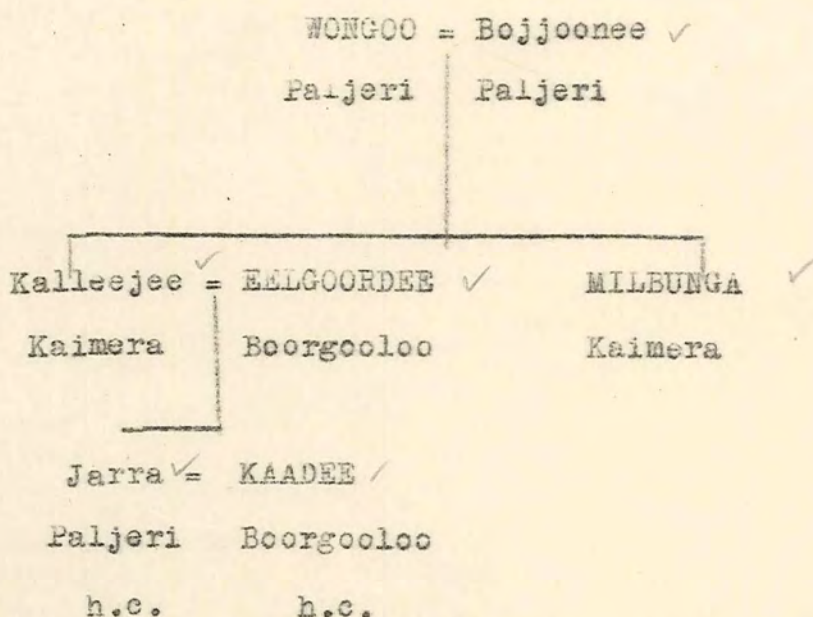 WONGOO = Bojjoonee ✓
Paljeri Paljeri
Kalleejee ✓ = EELGOORDEE ✓ MILBUNGA ✓
Kaimera Boorgooloo Kaimera
Jarra ✓ = KAADEE ✓
Paljeri Boorgooloo
h.c. h.c.